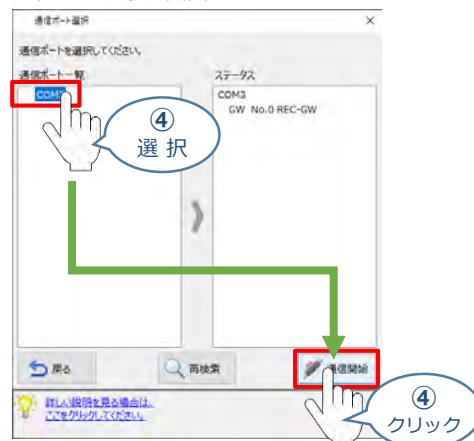 通信ポート選択
通信ポートを選択してください。
通信ポート一覧
ステータス
COM3
GW No.0 REC-GW
④
選 択
戻る
再検索
通信開始
詳しい説明を見る場合は、
ここをクリックしてください。
④
クリック